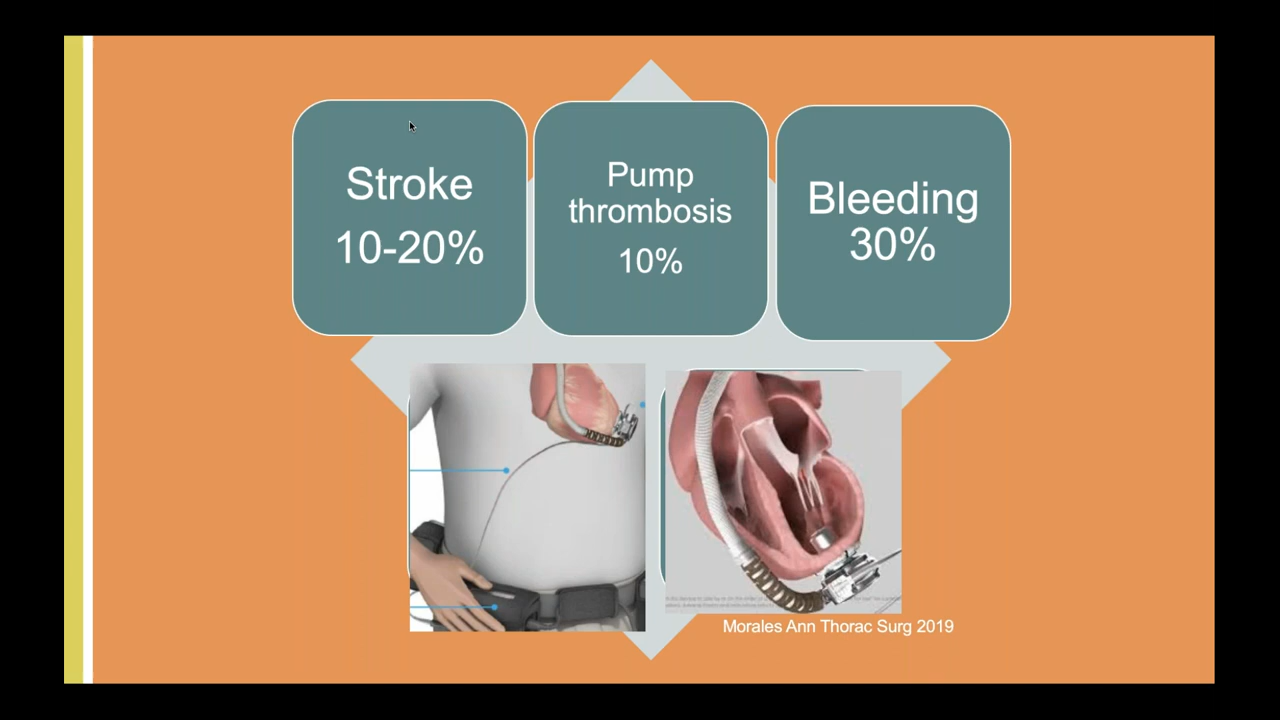 Stroke
10-20%
Pump
thrombosis
10%
Bleeding
30%
Morales Ann Thorac Surg 2019